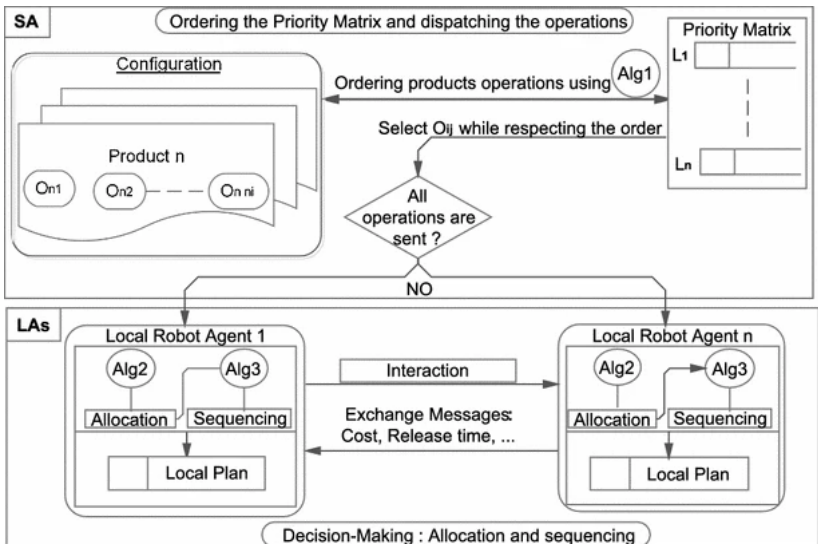 SA
Ordering the Priority Matrix and dispatching the operations
Configuration
Product n
On1
On2
On ni
Ordering products operations using
Alg1
Priority Matrix
L1
Ln
Select Oij while respecting the order
All
operations are
sent ?
NO
LAs
Local Robot Agent 1
Alg2
Alg3
Allocation
Sequencing
Local Plan
Interaction
Exchange Messages:
Cost, Release time, ...
Local Robot Agent n
Alg2
Alg3
Allocation
Sequencing
Local Plan
Decision-Making : Allocation and sequencing